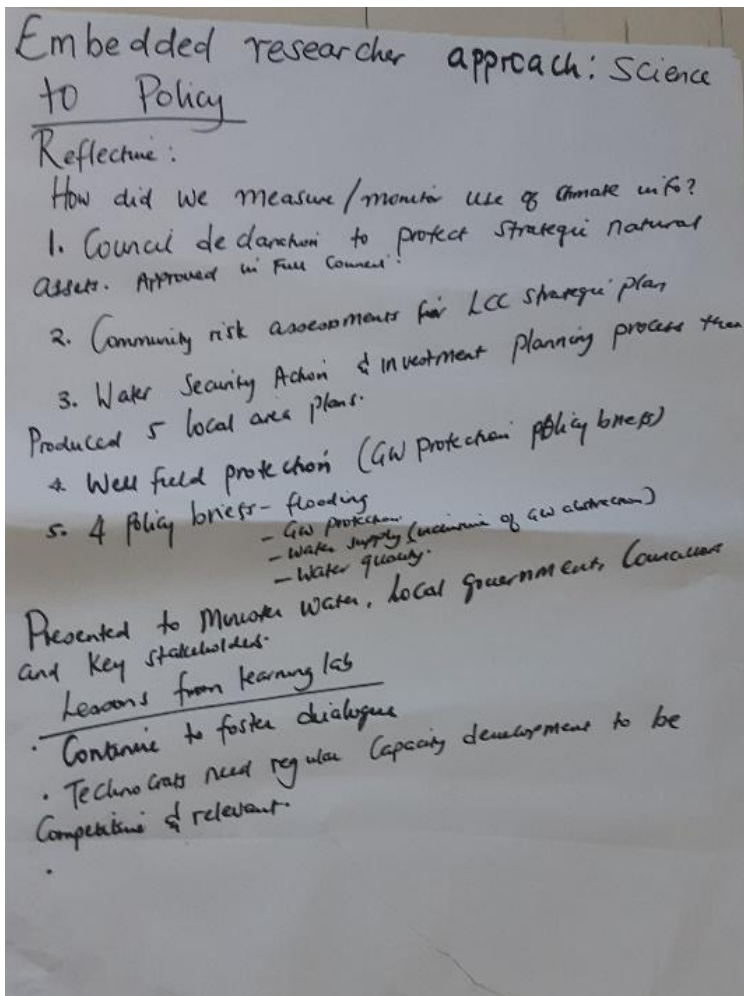 Embedded researcher approach: Science
to Policy
Reflective:
How did we measure/monitor use of climate info?
1. Council declaration to protect strategic natural
assets. Approved in Full Council.
2. Community risk assessments for LCC strategic plan
3. Water Security Action & investment planning process then
Produced 5 local area plans.
4. Well field protection (GW protection policy briefs)
5. 4 policy briefs - flooding
- GW protection
- Water supply ( of GW abstraction)
- Water quality.
Presented to Minister Water, Local government, Councillors
and Key stakeholders.
Lessons from learning lab
· Continue to foster dialogue
· Technocrats need regular Capacity development to be
Competitive & relevant.
·